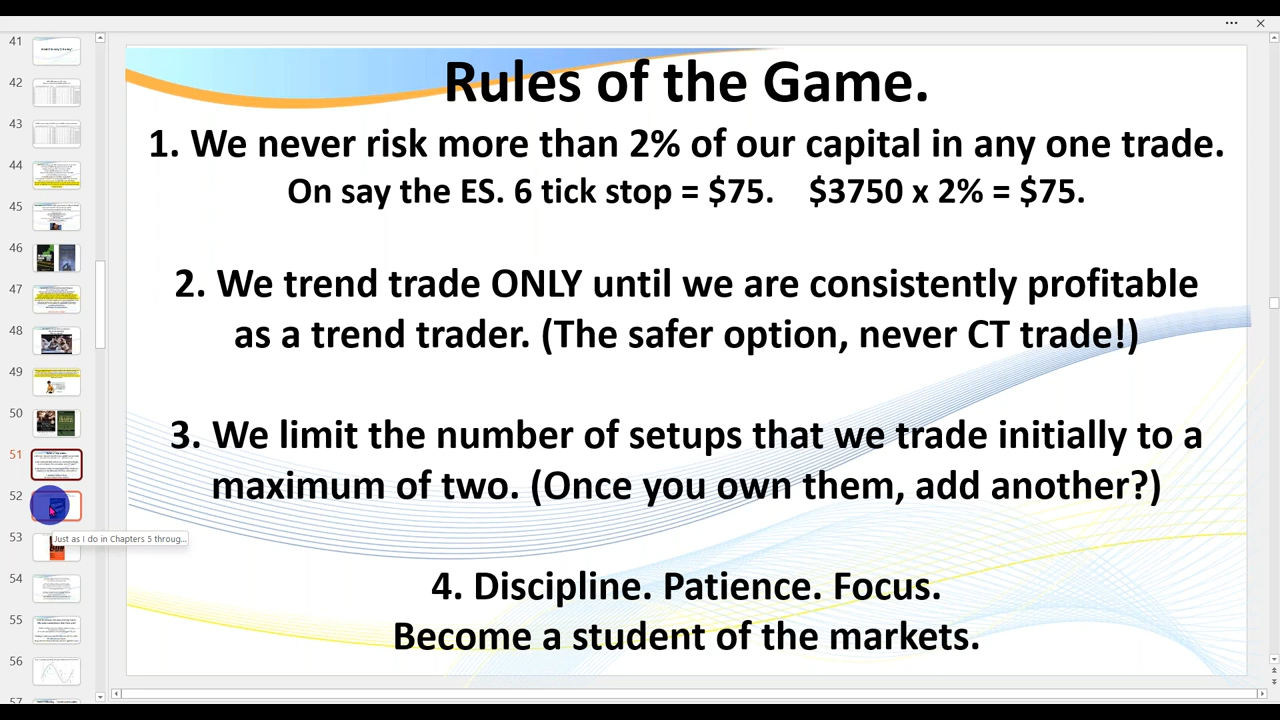 Rules of the Game.
1. We never risk more than 2% of our capital in any one trade.
On say the ES. 6 tick stop = $75. $3750 x 2% = $75.
2. We trend trade ONLY until we are consistently profitable
as a trend trader. (The safer option, never CT trade!)
3. We limit the number of setups that we trade initially to a
maximum of two. (Once you own them, add another?)
4. Discipline. Patience. Focus.
Become a student of the markets.
41
42
43
44
45
46
47
48
49
50
51
52
Just as I do in Chapters 5 throug...
53
54
55
56
57